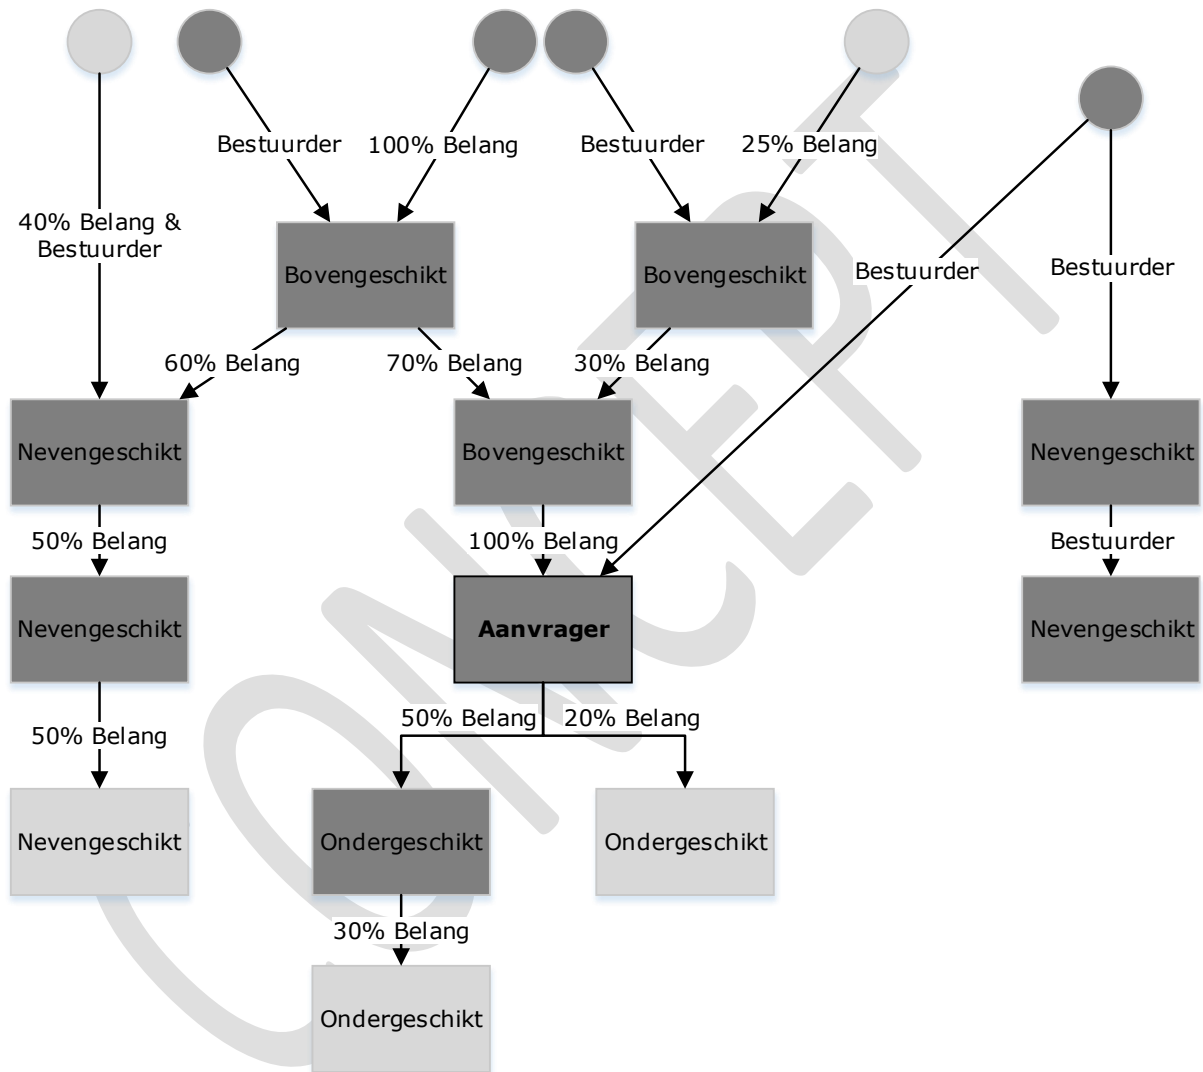 Bestuurder
100% Belang
Bestuurder
25% Belang
40% Belang &
Bestuurder
Bovengeschikt
Bovengeschikt
Bestuurder
Bestuurder
60% Belang
70% Belang
30% Belang
Nevengeschikt
Bovengeschikt
Nevengeschikt
50% Belang
100% Belang
Bestuurder
Nevengeschikt
Aanvrager
Nevengeschikt
50% Belang
50% Belang
20% Belang
Nevengeschikt
Ondergeschikt
Ondergeschikt
30% Belang
Ondergeschikt
CONCEPT